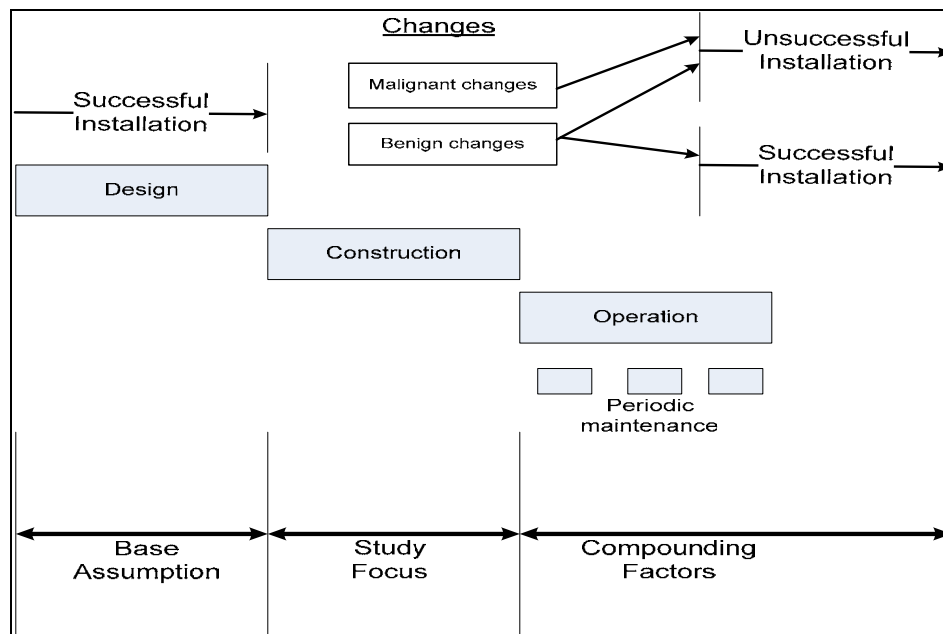 Changes
Unsuccessful
Installation
Malignant changes
Successful
Installation
Benign changes
Successful
Installation
Design
Construction
Operation
Periodic
maintenance
Base
Assumption
Study
Focus
Compounding
Factors